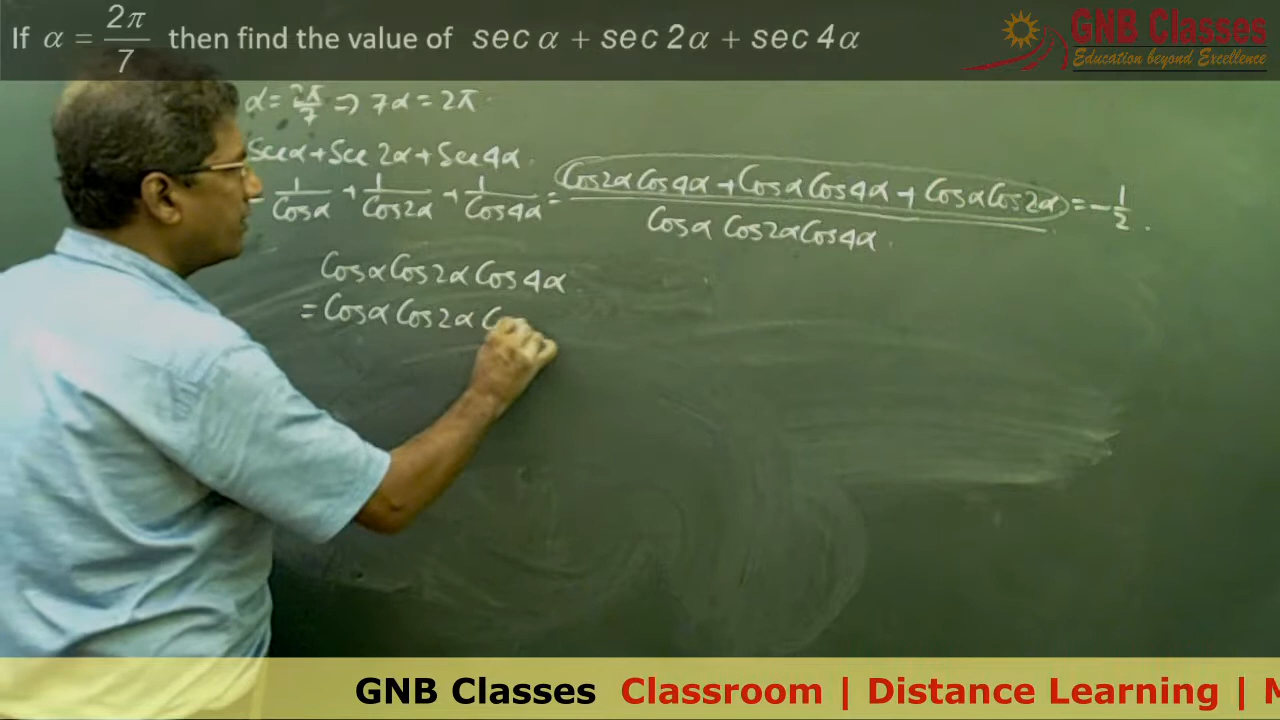 If α = 2π/7 then find the value of sec α + sec 2α + sec 4α
GNB Classes
Education beyond Excellence
α = 2π/7 ⇒ 7α = 2π.
Secα + Sec 2α + Sec 4α
1/Cosα + 1/Cos2α + 1/Cos4α = (Cos2α Cos4α + Cosα Cos4α + Cosα Cos2α)/(Cosα Cos2α Cos4α) = -1/2.
Cosα Cos2α Cos4α
= Cosα Cos2α C
GNB Classes Classroom | Distance Learning | M